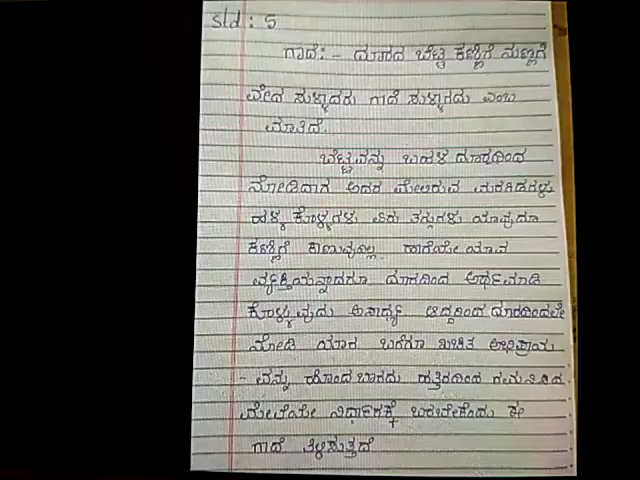 Std : 5
ಗಾದೆ: - ದೂರದ ಬೆಟ್ಟ ಕಣ್ಣಿಗೆ ನುಣ್ಣಗೆ
ವೇದ ಸುಳ್ಳಾದರು ಗಾದೆ ಸುಳ್ಳಾಗದು ಎಂಬ
ಮಾತಿದೆ.
ಬೆಟ್ಟವನ್ನು ಬಹಳ ದೂರದಿಂದ
ನೋಡಿದಾಗ ಅದರ ಮೇಲಿರುವ ಮರಗಿಡಗಳು
ಹಳ್ಳ ಕೊಳ್ಳಗಳು ಏರು ತಗ್ಗುಗಳು ಯಾವುದೂ
ಕಣ್ಣಿಗೆ ಕಾಣುವುದಿಲ್ಲ. ಹಾಗೆಯೇ ಯಾವ
ವ್ಯಕ್ತಿಯನ್ನಾದರೂ ದೂರದಿಂದ ಅರ್ಥಮಾಡಿ
ಕೊಳ್ಳುವುದು ಅಸಾಧ್ಯ ಆದ್ದರಿಂದ ದೂರದಿಂದಲೇ
ನೋಡಿ ಯಾರ ಬಗೆಗೂ ಖಚಿತ ಅಭಿಪ್ರಾಯ
- ವನ್ನು ಹೊಂದಬಾರದು ಹತ್ತಿರದಿಂದ ಗಮನಿಸಿದ
ಮೇಲೆಯೇ ನಿರ್ಧಾರಕ್ಕೆ ಬರಬೇಕೆಂದು ಈ
ಗಾದೆ ತಿಳಿಸುತ್ತದೆ